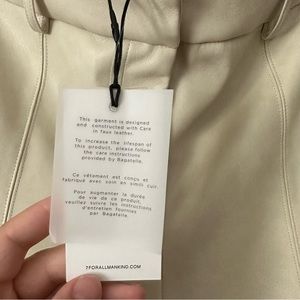 This garment is designed
and constructed with Care
in faux leather.
To increase the lifespan of
this product, please follow
the care instructions
provided by Bagatelle.
Ce vêtement est conçu et
fabriqué avec soin en similis cuir.
Pour augmenter la durée
de vie de ce produit,
veuillez suivre les instructions
d'entretien fournies
par Bagatelle.
7FORALLMANKIND.COM